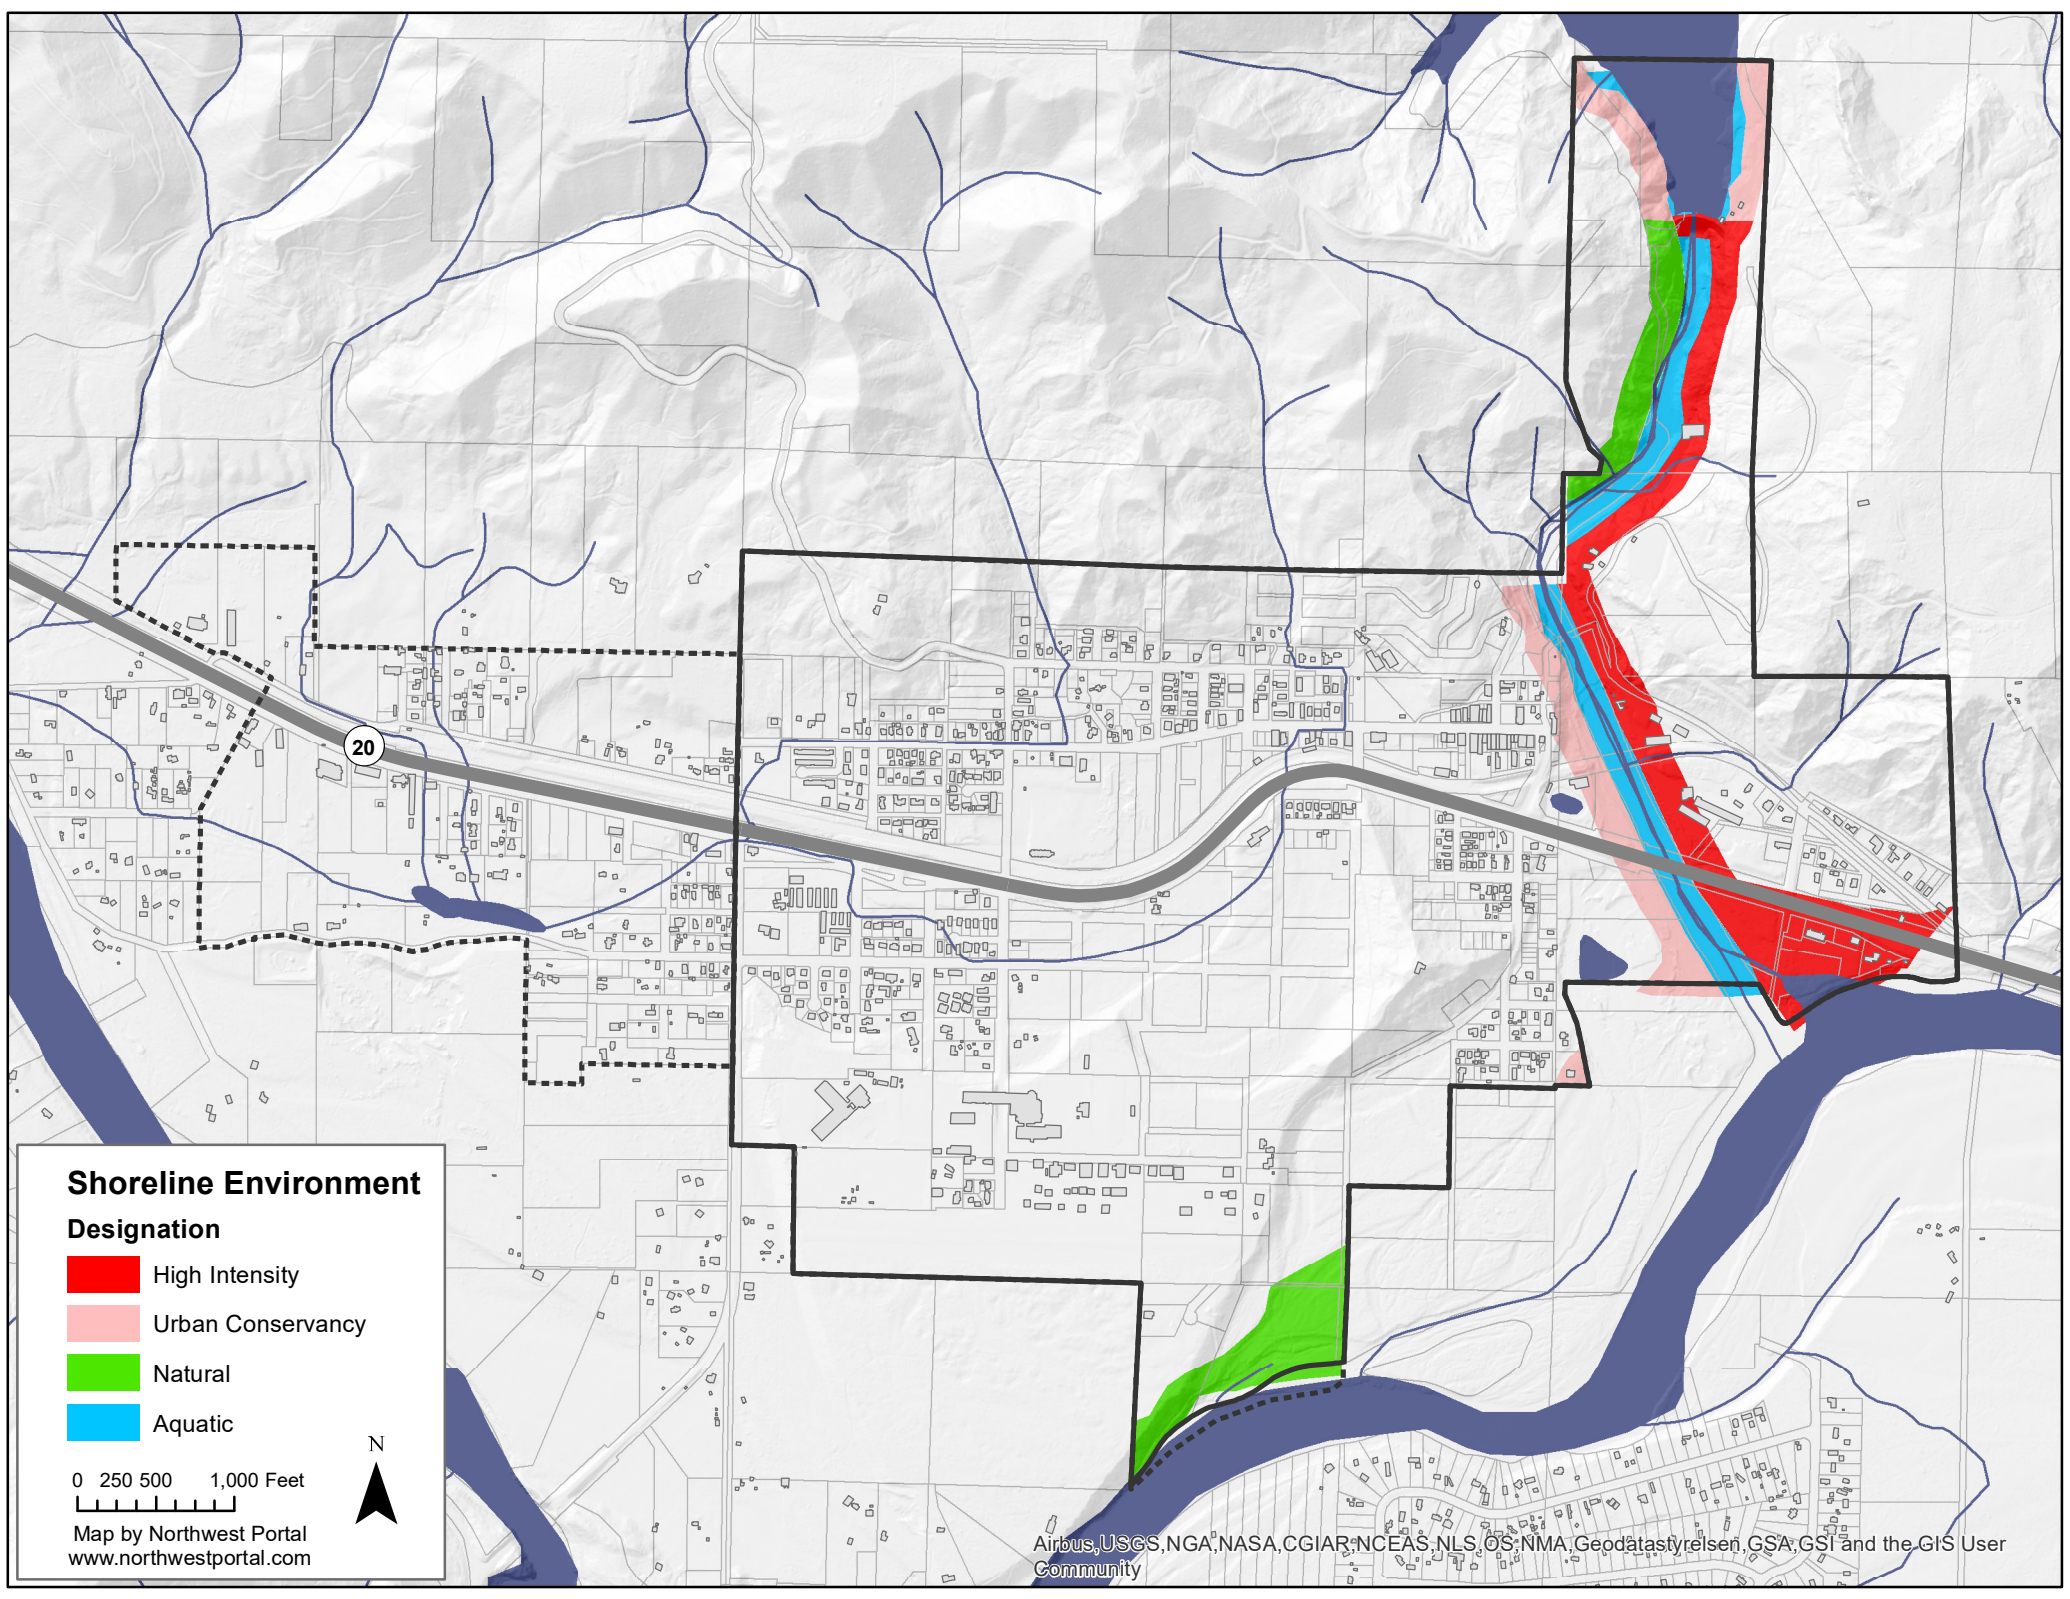 20
Shoreline Environment
Designation
High Intensity
Urban Conservancy
Natural
Aquatic
N
0 250 500 1,000 Feet
Map by Northwest Portal
www.northwestportal.com
Airbus,USGS,NGA,NASA,CGIAR,NCEAS,NLS,OS,NMA,Geodatastyrelsen,GSA,GSI and the GIS User
Community